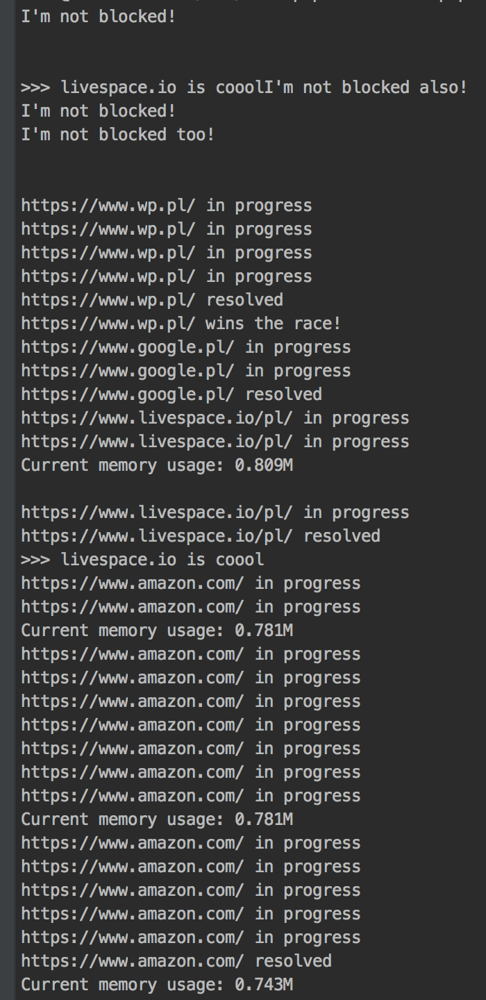 I'm not blocked!
>>> livespace.io is cooolI'm not blocked also!
I'm not blocked!
I'm not blocked too!
https://www.wp.pl/ in progress
https://www.wp.pl/ in progress
https://www.wp.pl/ in progress
https://www.wp.pl/ in progress
https://www.wp.pl/ resolved
https://www.wp.pl/ wins the race!
https://www.google.pl/ in progress
https://www.google.pl/ in progress
https://www.google.pl/ resolved
https://www.livespace.io/pl/ in progress
https://www.livespace.io/pl/ in progress
Current memory usage: 0.809M
https://www.livespace.io/pl/ in progress
https://www.livespace.io/pl/ resolved
>>> livespace.io is coool
https://www.amazon.com/ in progress
https://www.amazon.com/ in progress
Current memory usage: 0.781M
https://www.amazon.com/ in progress
https://www.amazon.com/ in progress
https://www.amazon.com/ in progress
https://www.amazon.com/ in progress
https://www.amazon.com/ in progress
https://www.amazon.com/ in progress
https://www.amazon.com/ in progress
Current memory usage: 0.781M
https://www.amazon.com/ in progress
https://www.amazon.com/ in progress
https://www.amazon.com/ in progress
https://www.amazon.com/ in progress
https://www.amazon.com/ in progress
https://www.amazon.com/ resolved
Current memory usage: 0.743M